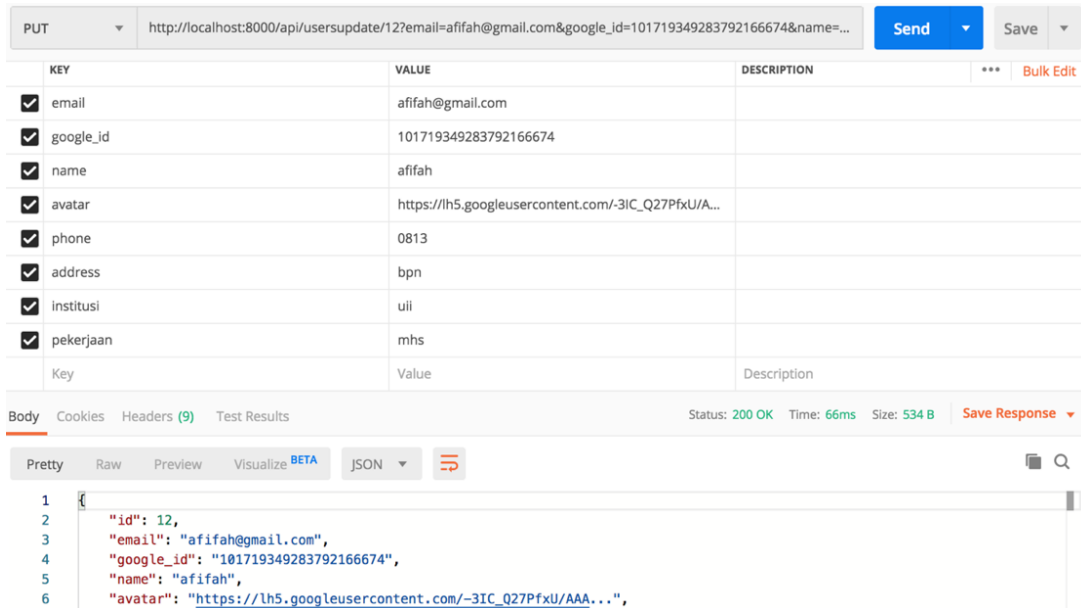 PUT http://localhost:8000/api/usersupdate/12?email=afifah@gmail.com&google_id=101719349283792166674&name=... Send Save
KEY VALUE DESCRIPTION ••• Bulk Edit
email afifah@gmail.com
google_id 101719349283792166674
name afifah
avatar https://lh5.googleusercontent.com/-3IC_Q27PfxU/A...
phone 0813
address bpn
institusi uii
pekerjaan mhs
Key Value Description
Body Cookies Headers (9) Test Results Status: 200 OK Time: 66ms Size: 534 B Save Response
Pretty Raw Preview Visualize BETA JSON
1 {
2 "id": 12,
3 "email": "afifah@gmail.com",
4 "google_id": "101719349283792166674",
5 "name": "afifah",
6 "avatar": "https://lh5.googleusercontent.com/-3IC_Q27PfxU/AAA...",